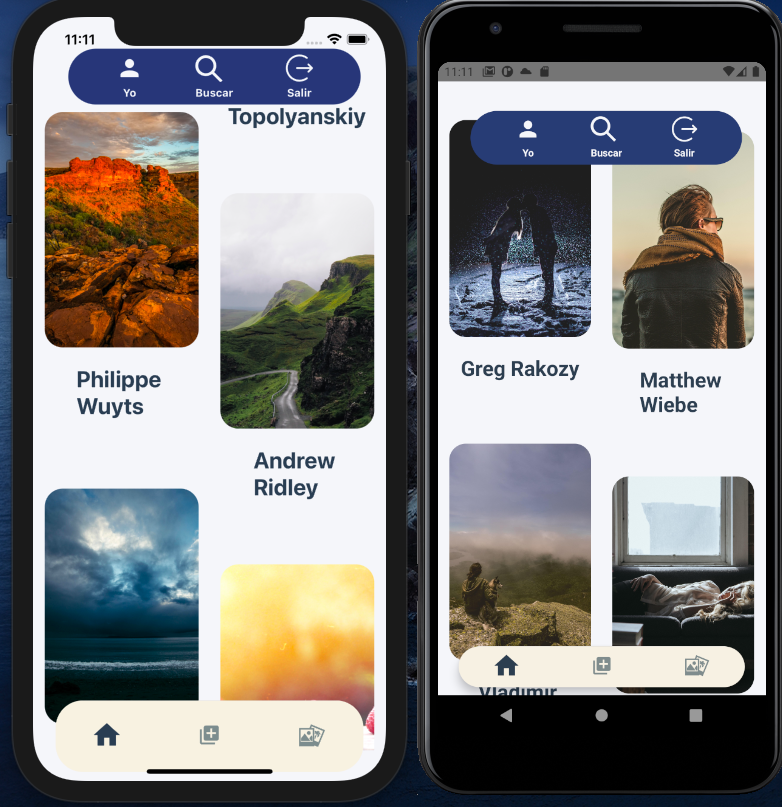 11:11
Yo
Buscar
Salir
Topolyanskiy
Philippe
Wuyts
Andrew
Ridley
11:11
Yo
Buscar
Salir
Greg Rakozy
Matthew
Wiebe
Vladimir